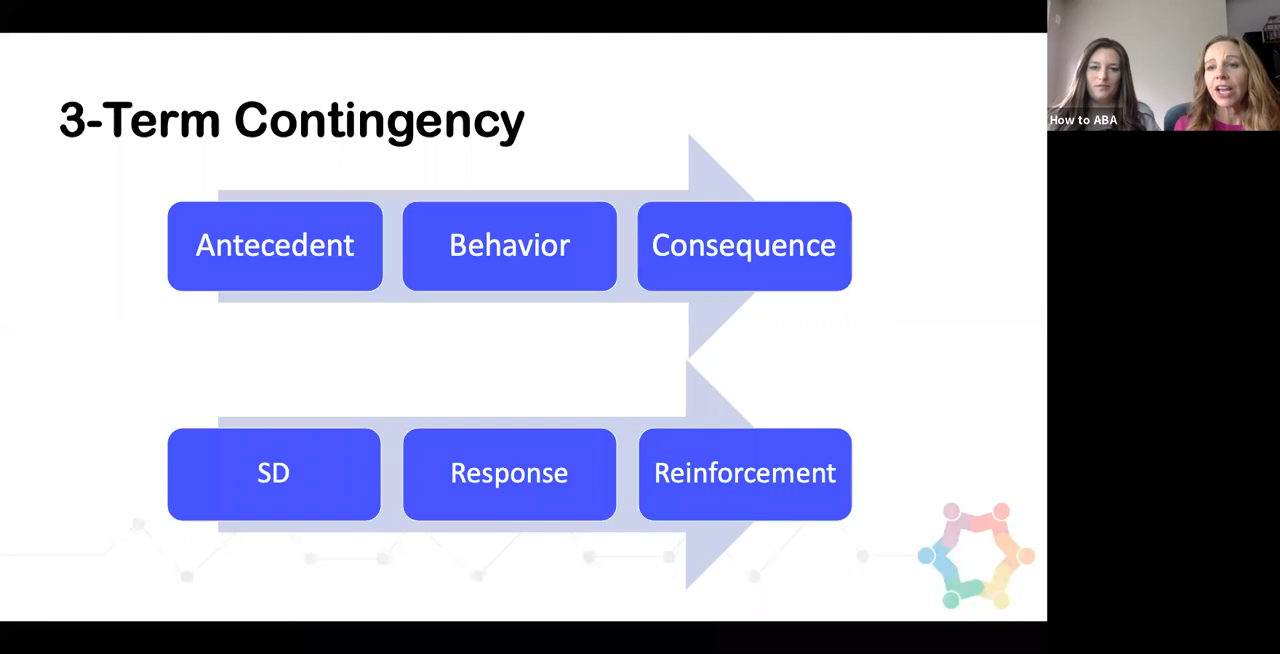 3-Term Contingency
Antecedent
Behavior
Consequence
SD
Response
Reinforcement
How to ABA